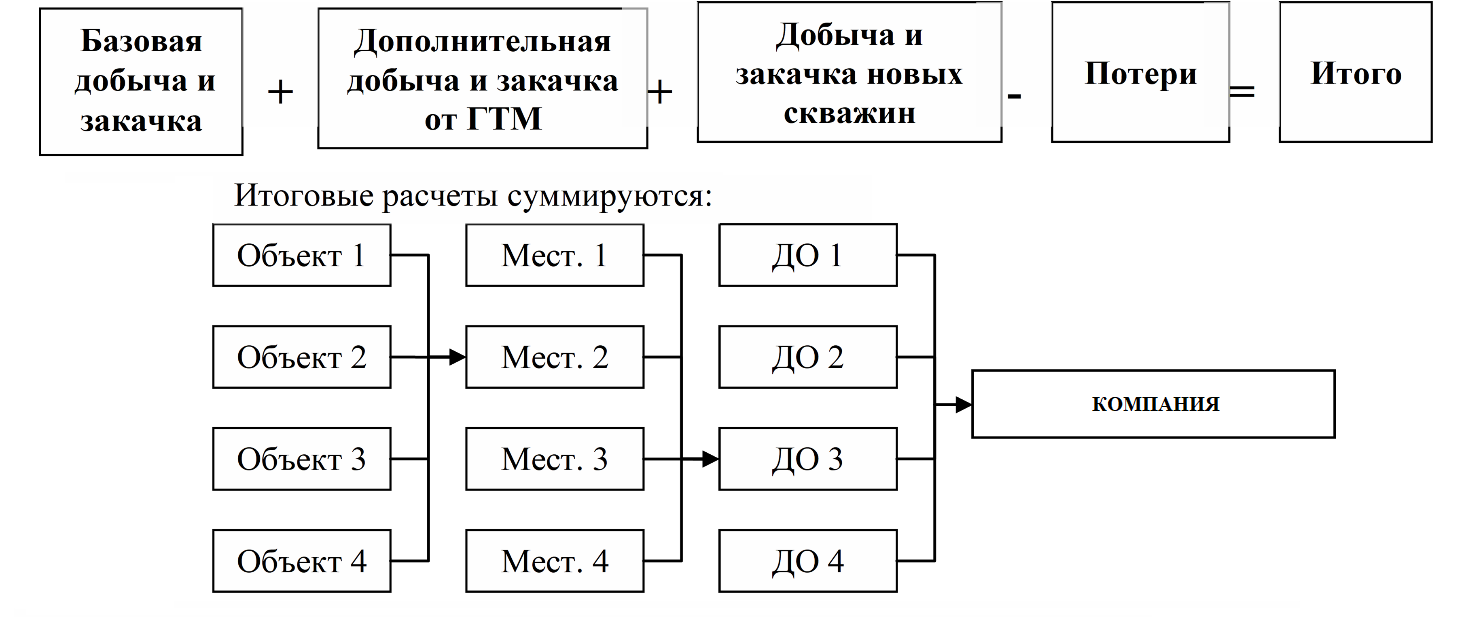 Базовая
добыча и
закачка
+
Дополнительная
добыча и закачка
от ГТМ
+
Добыча и
закачка новых
скважин
-
Потери
=
Итого
Итоговые расчеты суммируются:
Объект 1
Мест. 1
ДО 1
Объект 2
Мест. 2
ДО 2
КОМПАНИЯ
Объект 3
Мест. 3
ДО 3
Объект 4
Мест. 4
ДО 4